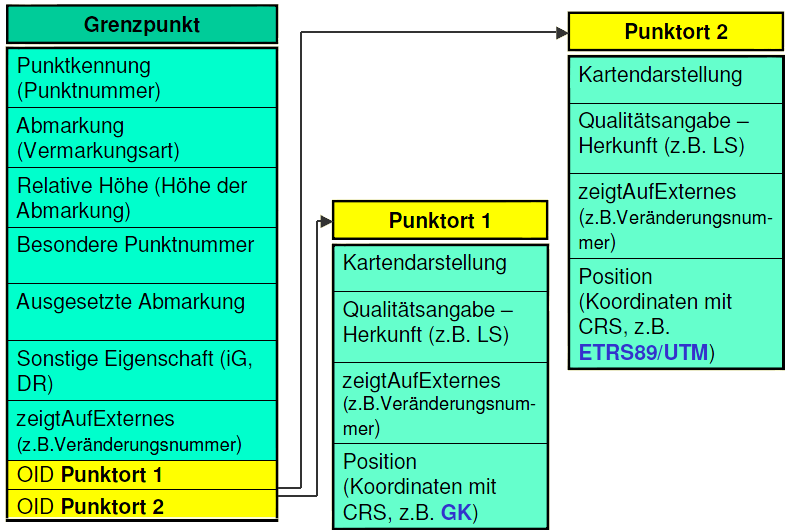 Grenzpunkt
Punktkennung
(Punktnummer)
Abmarkung
(Vermarkungsart)
Relative Höhe (Höhe der
Abmarkung)
Besondere Punktnummer
Ausgesetzte Abmarkung
Sonstige Eigenschaft (iG,
DR)
zeigtAufExternes
(z.B.Veränderungsnummer)
OID Punktort 1
OID Punktort 2
Punktort 1
Kartendarstellung
Qualitätsangabe –
Herkunft (z.B. LS)
zeigtAufExternes
(z.B.Veränderungsnum-
mer)
Position
(Koordinaten mit
CRS, z.B. GK)
Punktort 2
Kartendarstellung
Qualitätsangabe –
Herkunft (z.B. LS)
zeigtAufExternes
(z.B.Veränderungsnum-
mer)
Position
(Koordinaten mit
CRS, z.B.
ETRS89/UTM)